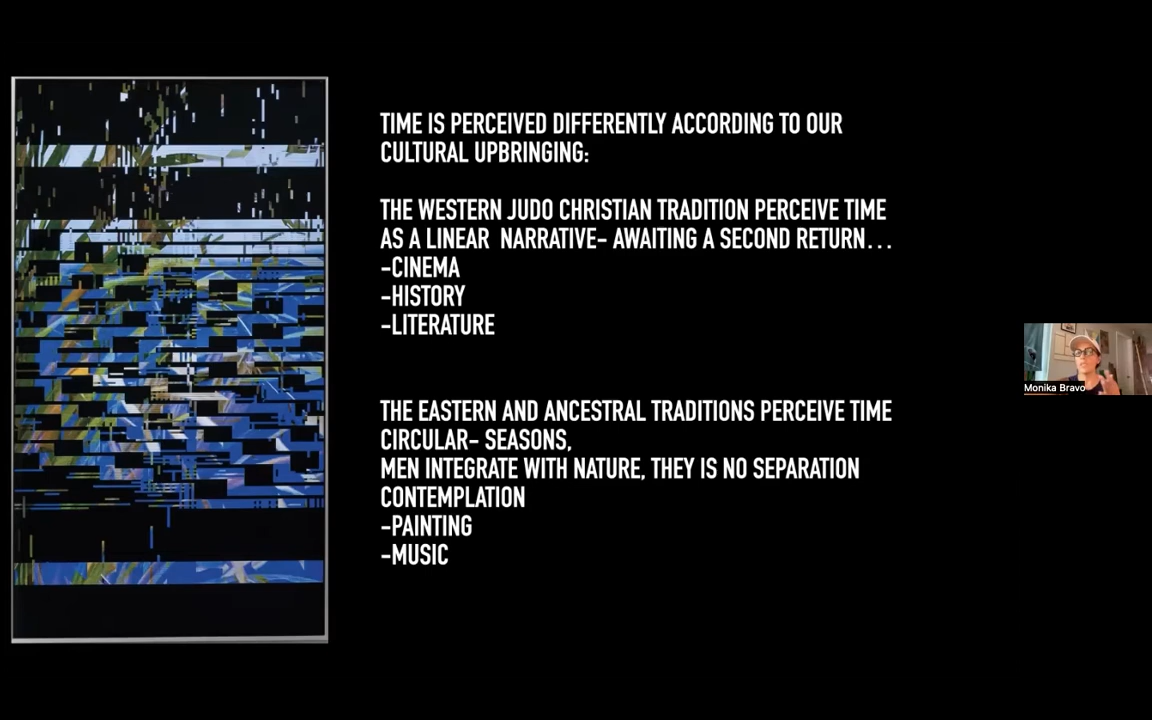 TIME IS PERCEIVED DIFFERENTLY ACCORDING TO OUR
CULTURAL UPBRINGING:
THE WESTERN JUDO CHRISTIAN TRADITION PERCEIVE TIME
AS A LINEAR NARRATIVE- AWAITING A SECOND RETURN...
-CINEMA
-HISTORY
-LITERATURE
THE EASTERN AND ANCESTRAL TRADITIONS PERCEIVE TIME
CIRCULAR- SEASONS,
MEN INTEGRATE WITH NATURE, THEY IS NO SEPARATION
CONTEMPLATION
-PAINTING
-MUSIC
Monika Bravo